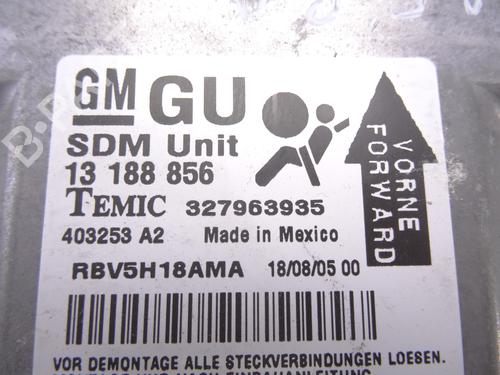 GM GU
SDM Unit
13 188 856
TEMIC 327963935
403253 A2 Made in Mexico
VORNE
FORWARD
RBV5H18AMA 18/08/05 00
VOR DEMONTAGE ALLE STECKVERBINDUNGEN LOESEN.